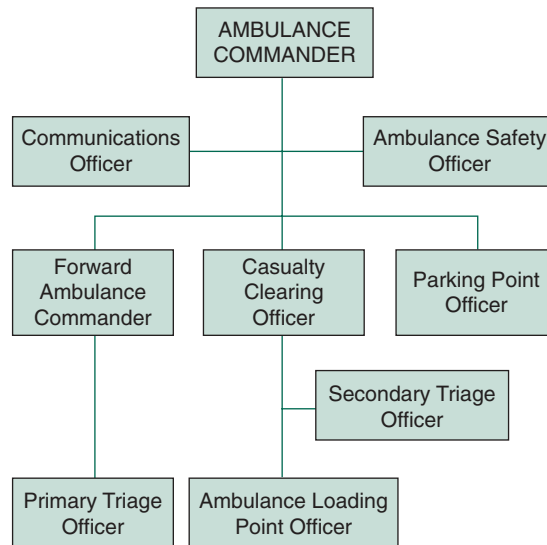 AMBULANCE
COMMANDER
Communications
Officer
Ambulance Safety
Officer
Forward
Ambulance
Commander
Casualty
Clearing
Officer
Parking Point
Officer
Secondary Triage
Officer
Primary Triage
Officer
Ambulance Loading
Point Officer